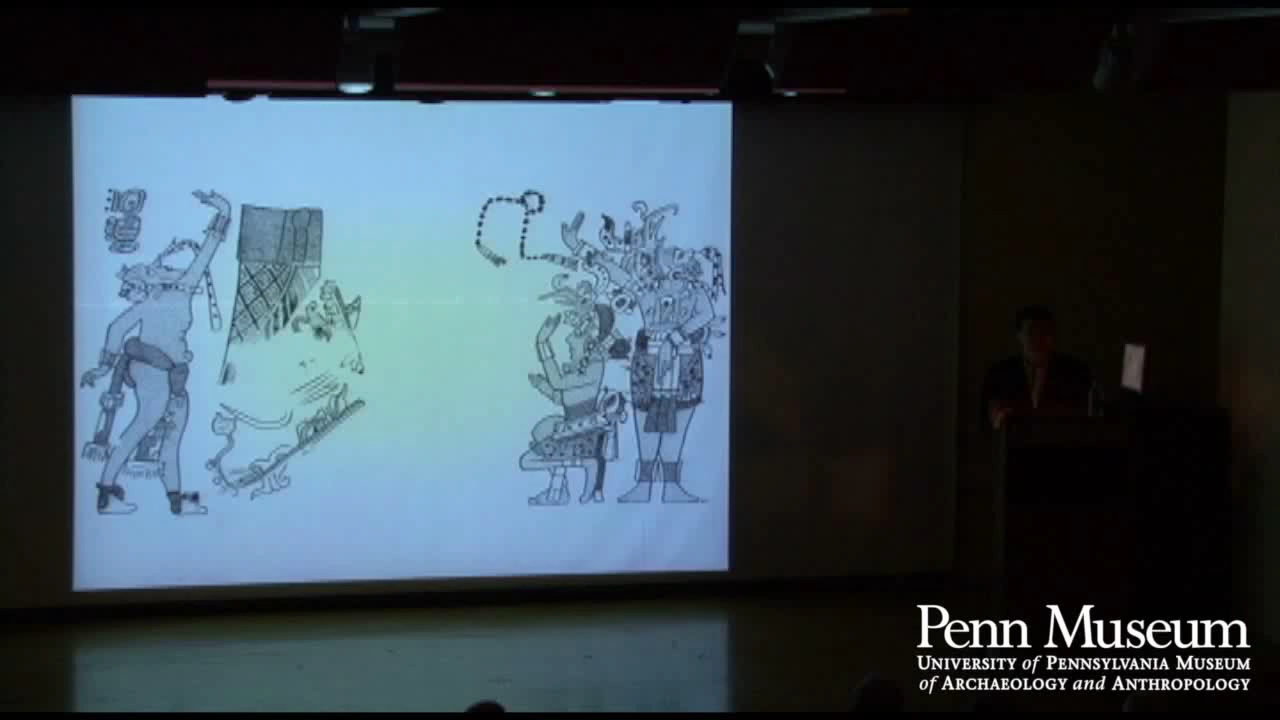 Penn Museum
UNIVERSITY of PENNSYLVANIA MUSEUM
of ARCHAEOLOGY and ANTHROPOLOGY